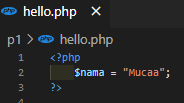 hello.php ×
p1 > hello.php
1 <?php
2 $nama = "Mucaa";
3 ?>